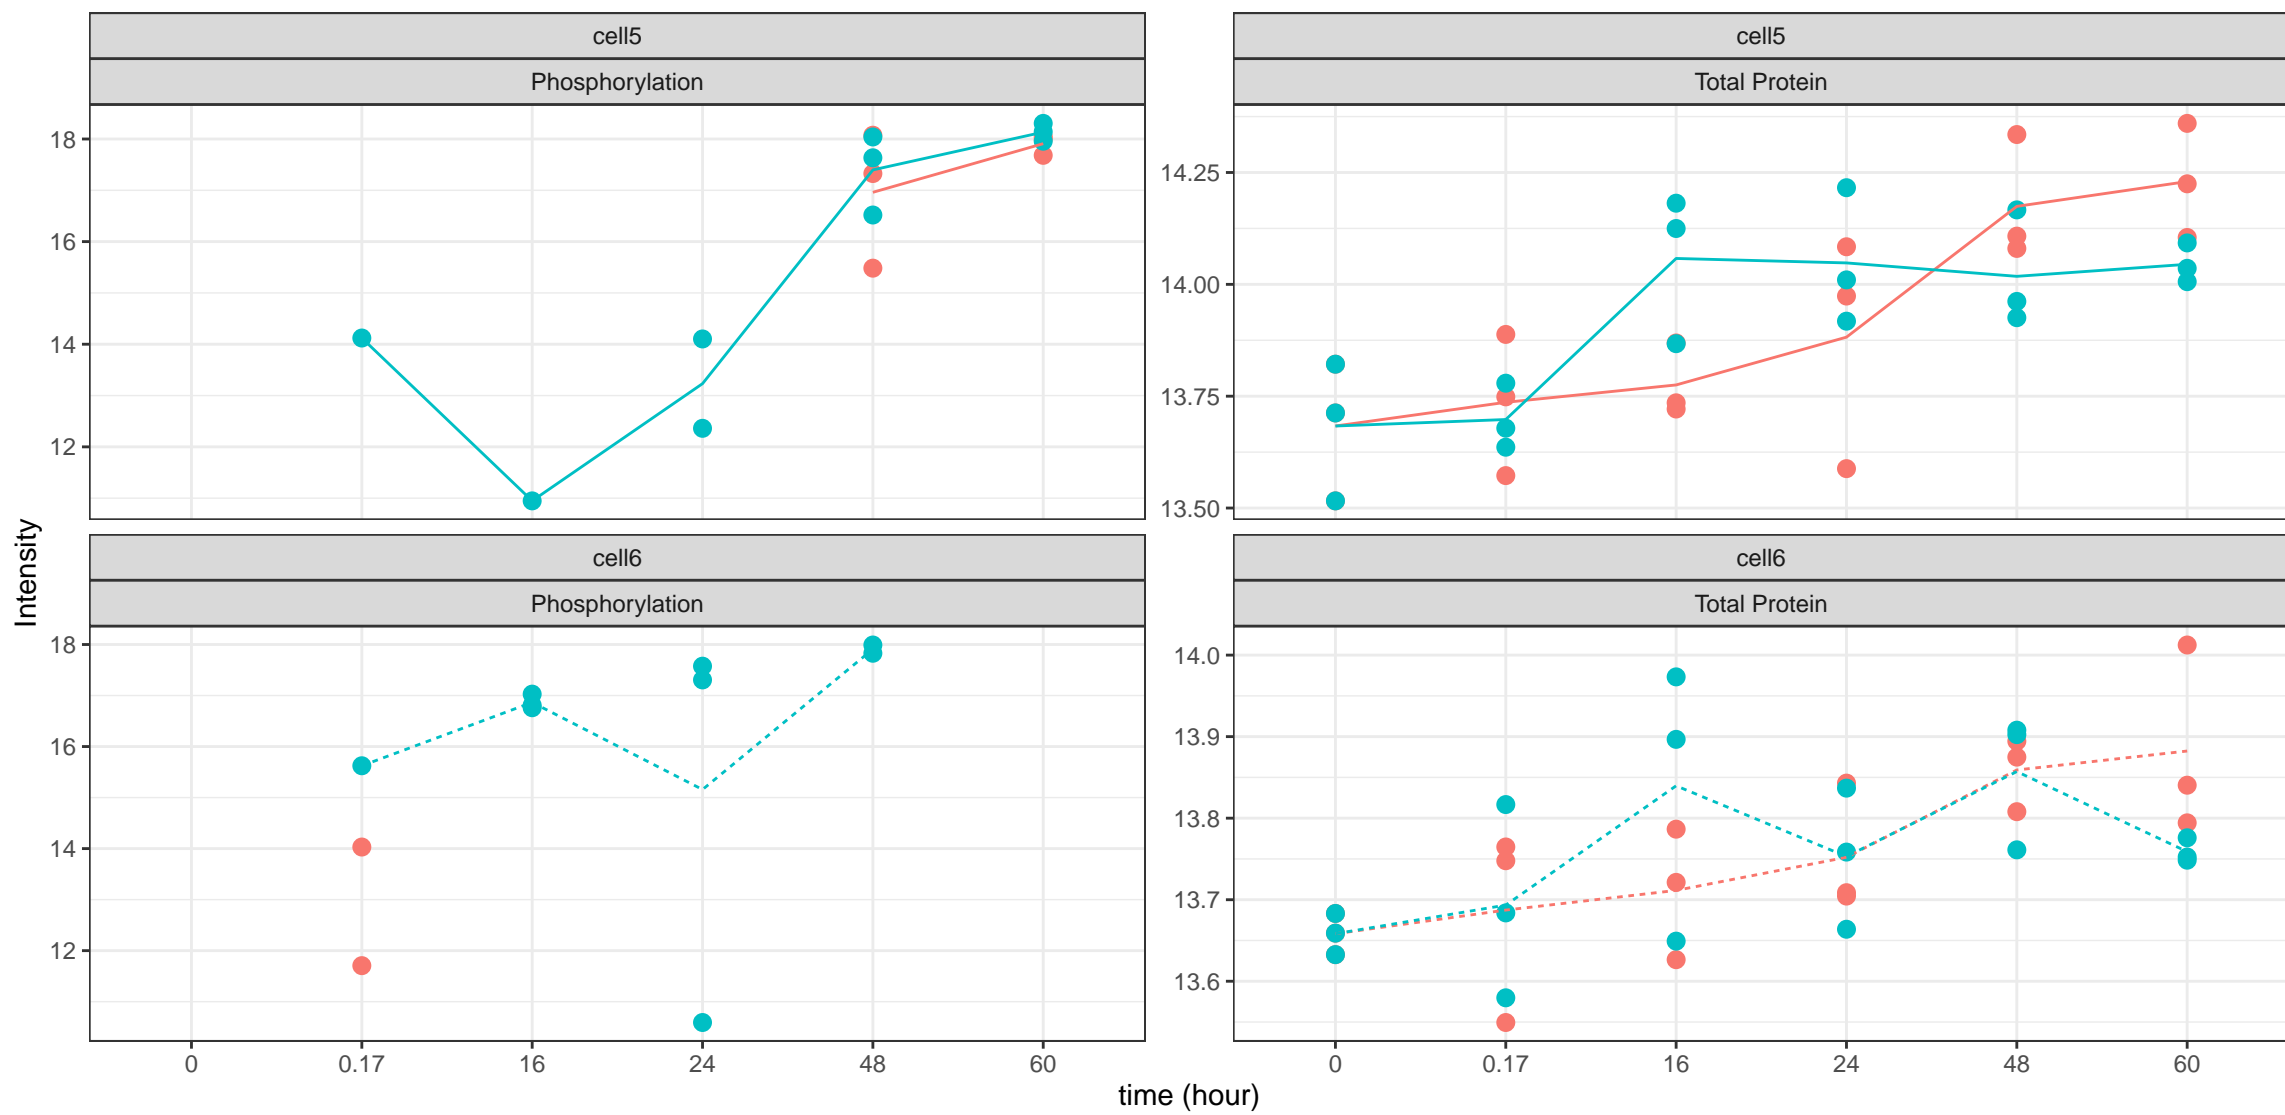 cell5
Phosphorylation
18
16
14
12
cell5
Total Protein
14.25
14.00
13.75
13.50
Intensity
cell6
Phosphorylation
18
16
14
12
0 0.17 16 24 48 60
cell6
Total Protein
14.0
13.9
13.8
13.7
13.6
0 0.17 16 24 48 60
time (hour)